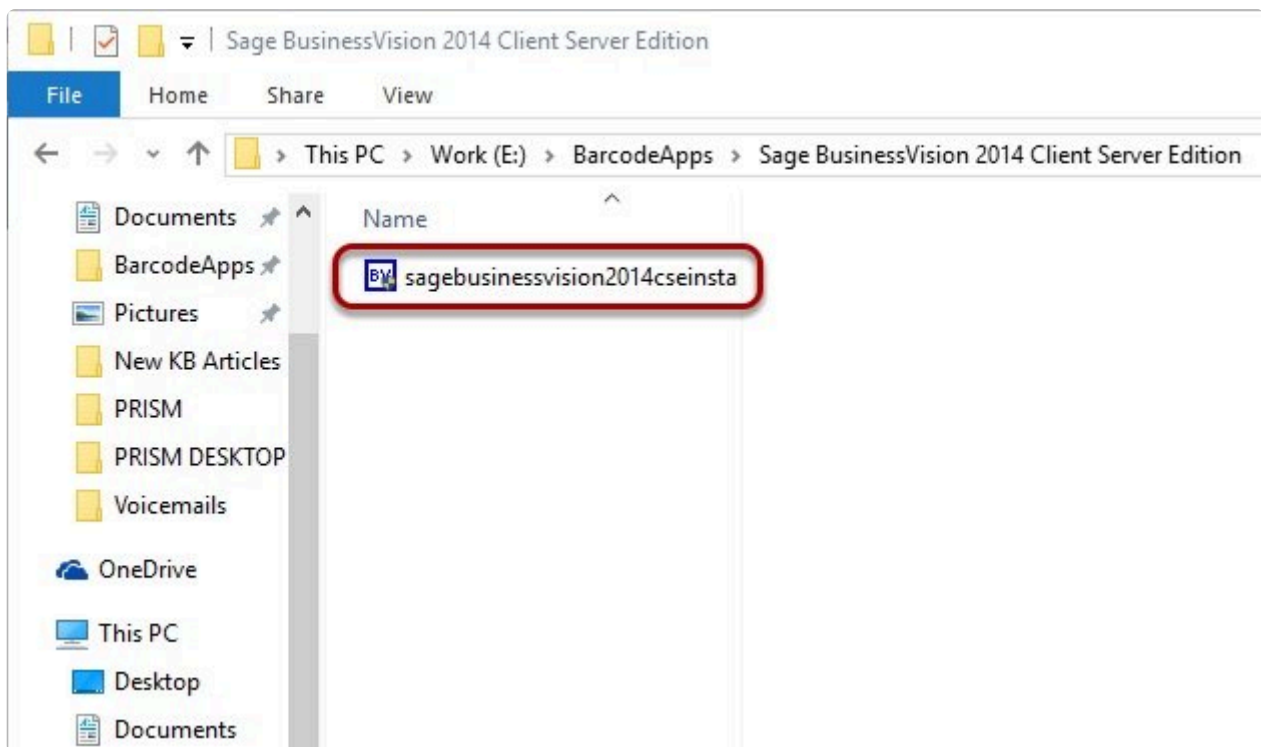 Sage BusinessVision 2014 Client Server Edition
File Home Share View
This PC > Work (E:) > BarcodeApps > Sage BusinessVision 2014 Client Server Edition
Name
Documents
BarcodeApps
Pictures
New KB Articles
PRISM
PRISM DESKTOP
Voicemails
OneDrive
This PC
Desktop
Documents
BV sagebusinessvision2014cseinsta